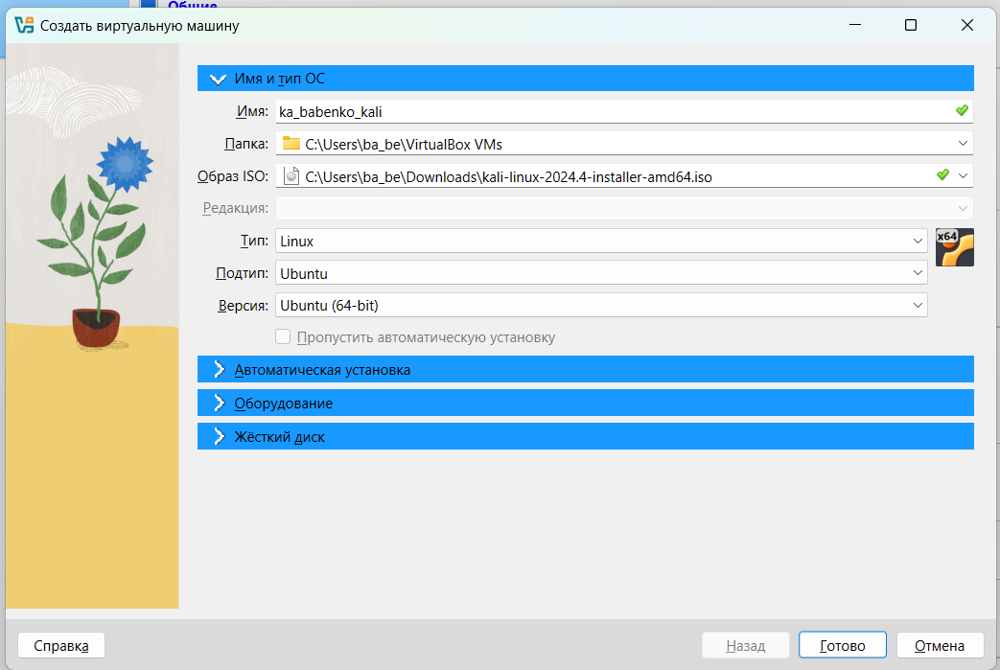 Общие
Создать виртуальную машину
Имя и тип ОС
Имя: ka_babenko_kali
Папка: C:\Users\ba_be\VirtualBox VMs
Образ ISO: C:\Users\ba_be\Downloads\kali-linux-2024.4-installer-amd64.iso
Редакция:
Тип: Linux
x64
Подтип: Ubuntu
Версия: Ubuntu (64-bit)
Пропустить автоматическую установку
Автоматическая установка
Оборудование
Жёсткий диск
Справка Назад Готово Отмена